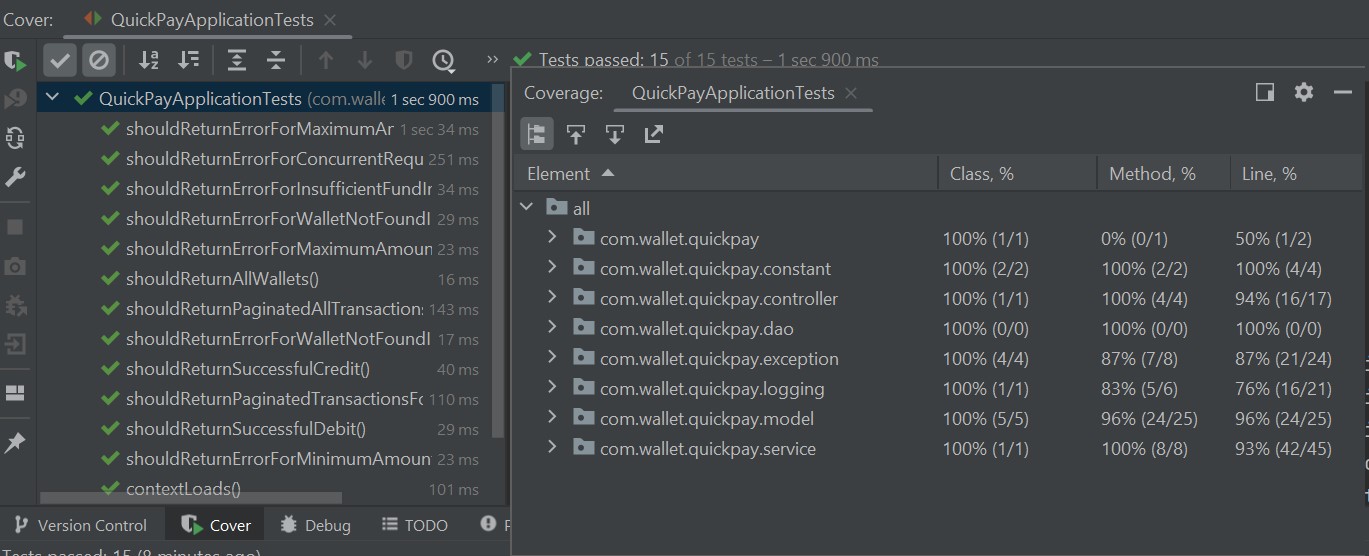 Cover: QuickPayApplicationTests
Tests passed: 15 of 15 tests – 1 sec 900 ms
QuickPayApplicationTests (com.walle 1 sec 900 ms
shouldReturnErrorForMaximumAr 1 sec 34 ms
shouldReturnErrorForConcurrentRequ 251 ms
shouldReturnErrorForInsufficientFundIr 34 ms
shouldReturnErrorForWalletNotFoundI 29 ms
shouldReturnErrorForMaximumAmoun 23 ms
shouldReturnAllWallets() 16 ms
shouldReturnPaginatedAllTransactions 143 ms
shouldReturnErrorForWalletNotFoundI 17 ms
shouldReturnSuccessfulCredit() 40 ms
shouldReturnPaginatedTransactionsFo 110 ms
shouldReturnSuccessfulDebit() 29 ms
shouldReturnErrorForMinimumAmount 23 ms
contextLoads() 101 ms
Version Control Cover Debug TODO P
Tests passed: 15 (8 minutes ago)
Coverage: QuickPayApplicationTests
Element Class, % Method, % Line, %
all
com.wallet.quickpay 100% (1/1) 0% (0/1) 50% (1/2)
com.wallet.quickpay.constant 100% (2/2) 100% (2/2) 100% (4/4)
com.wallet.quickpay.controller 100% (1/1) 100% (4/4) 94% (16/17)
com.wallet.quickpay.dao 100% (0/0) 100% (0/0) 100% (0/0)
com.wallet.quickpay.exception 100% (4/4) 87% (7/8) 87% (21/24)
com.wallet.quickpay.logging 100% (1/1) 83% (5/6) 76% (16/21)
com.wallet.quickpay.model 100% (5/5) 96% (24/25) 96% (24/25)
com.wallet.quickpay.service 100% (1/1) 100% (8/8) 93% (42/45)